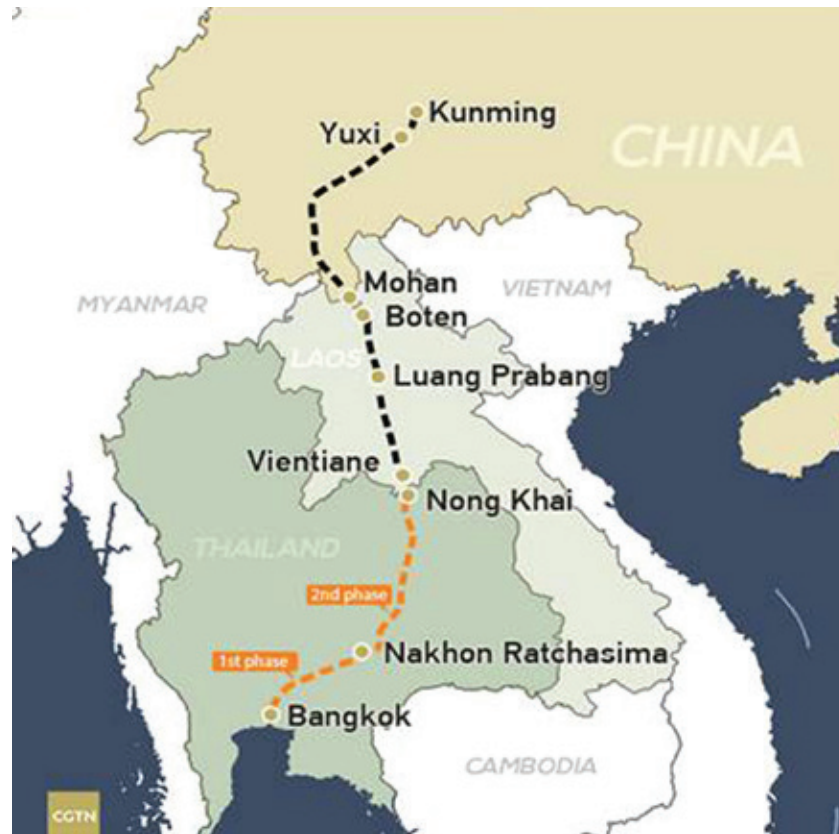 Kunming
Yuxi
CHINA
Mohan
MYANMAR
VIETNAM
Boten
LAOS
Luang Prabang
Vientiane
Nong Khai
THAILAND
2nd phase
Nakhon Ratchasima
1st phase
Bangkok
CAMBODIA
CGTN